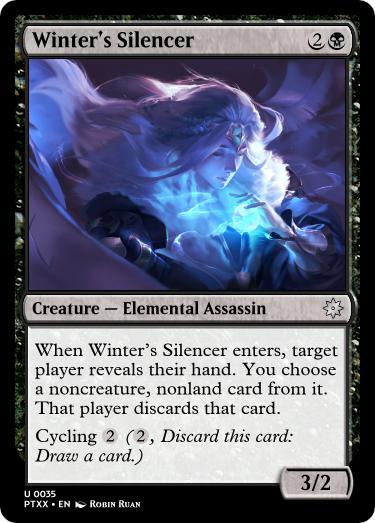 Winter's Silencer 2
Creature — Elemental Assassin
When Winter's Silencer enters, target
player reveals their hand. You choose
a noncreature, nonland card from it.
That player discards that card.
Cycling 2 (2, Discard this card:
Draw a card.)
3/2
U 0035
PTXX • EN Robin Ruan